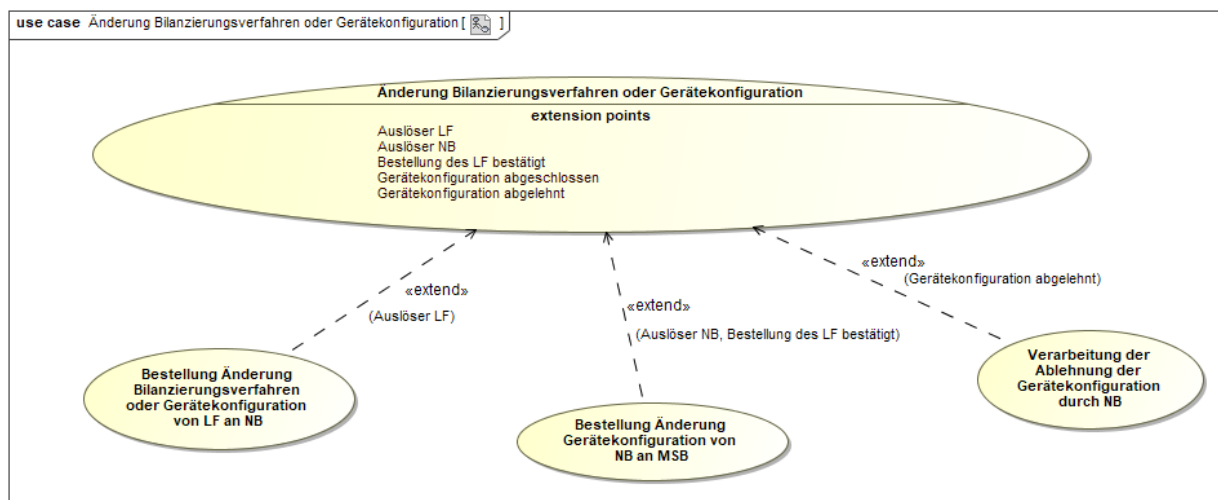 use case Änderung Bilanzierungsverfahren oder Gerätekonfiguration [ ]
Änderung Bilanzierungsverfahren oder Gerätekonfiguration
extension points
Auslöser LF
Auslöser NB
Bestellung des LF bestätigt
Gerätekonfiguration abgeschlossen
Gerätekonfiguration abgelehnt
«extend»
(Auslöser LF)
«extend»
(Auslöser NB, Bestellung des LF bestätigt)
«extend»
(Gerätekonfiguration abgelehnt)
Bestellung Änderung
Bilanzierungsverfahren
oder Gerätekonfiguration
von LF an NB
Bestellung Änderung
Gerätekonfiguration von
NB an MSB
Verarbeitung der
Ablehnung der
Gerätekonfiguration
durch NB